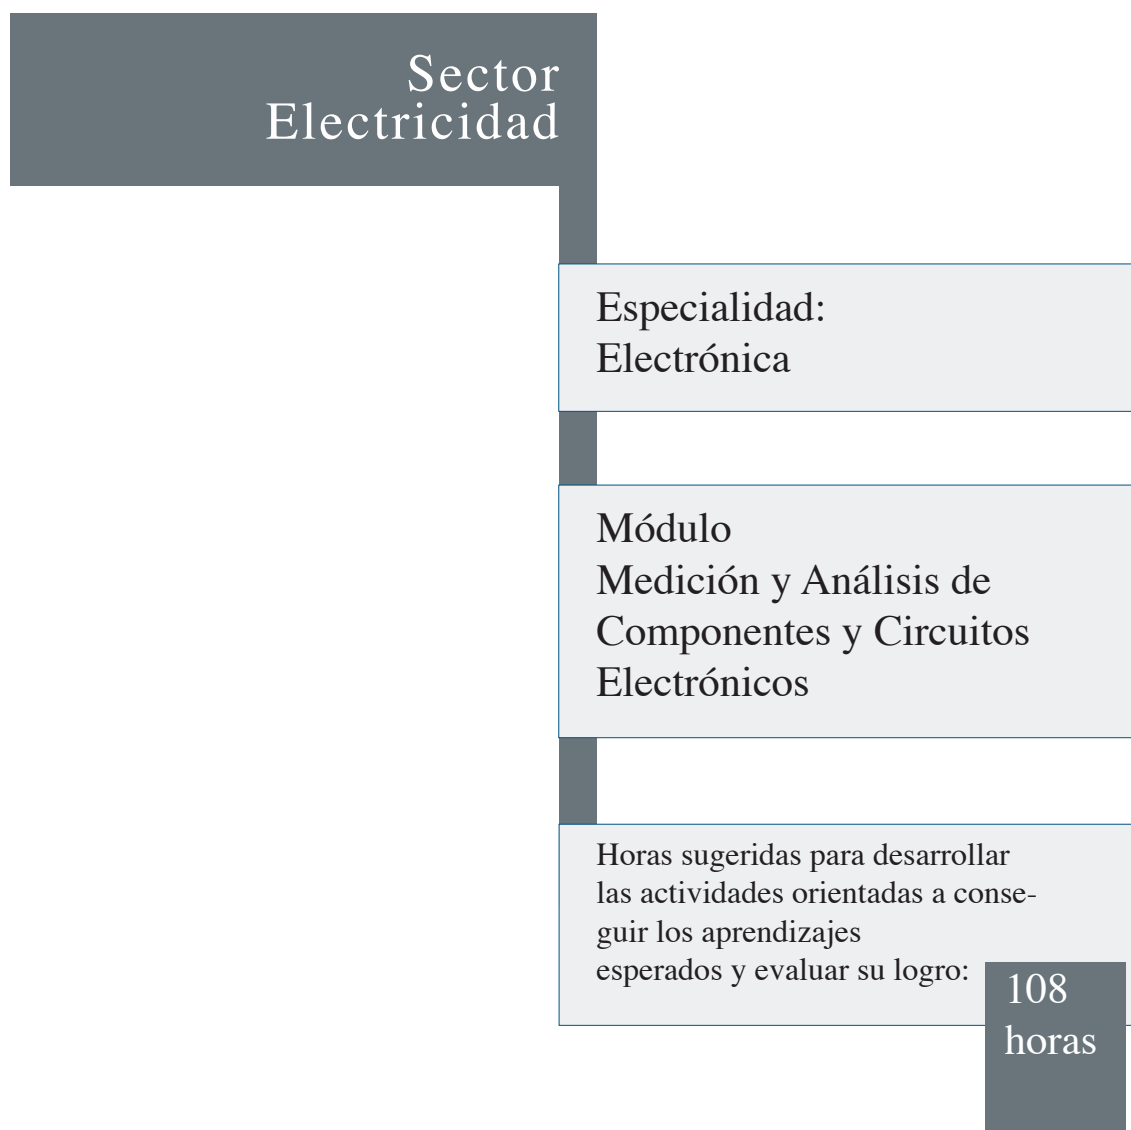 Sector
Electricidad
Especialidad:
Electrónica
Módulo
Medición y Análisis de
Componentes y Circuitos
Electrónicos
Horas sugeridas para desarrollar
las actividades orientadas a conse-
guir los aprendizajes
esperados y evaluar su logro:
108
horas